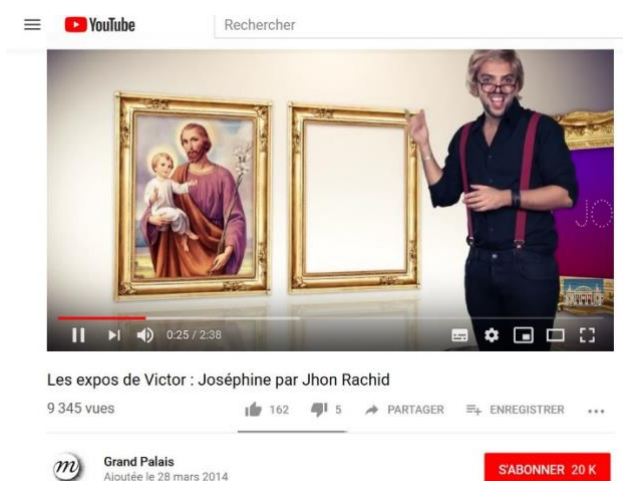 YouTube
Rechercher
JO
0:25 / 2:38
Les expos de Victor : Joséphine par Jhon Rachid
9 345 vues
162
5
PARTAGER
ENREGISTRER
m
Grand Palais
Ajoutée le 28 mars 2014
S'ABONNER 20 K